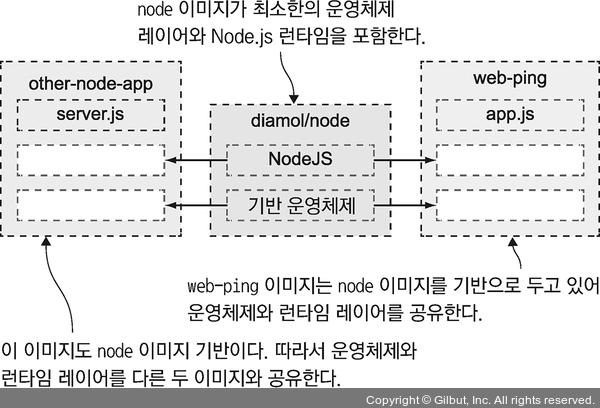 node 이미지가 최소한의 운영체제
레이어와 Node.js 런타임을 포함한다.
other-node-app
server.js
diamol/node
NodeJS
기반 운영체제
web-ping
app.js
web-ping 이미지는 node 이미지를 기반으로 두고 있어
운영체제와 런타임 레이어를 공유한다.
이 이미지도 node 이미지 기반이다. 따라서 운영체제와
런타임 레이어를 다른 두 이미지와 공유한다.
Copyright © Gilbut, Inc. All rights reserved.